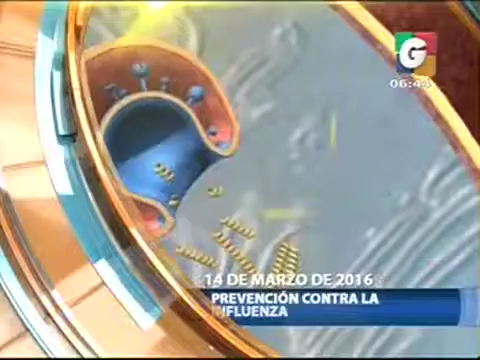 G
06:44
14 DE MARZO DE 2016
PREVENCIÓN CONTRA LA
INFLUENZA